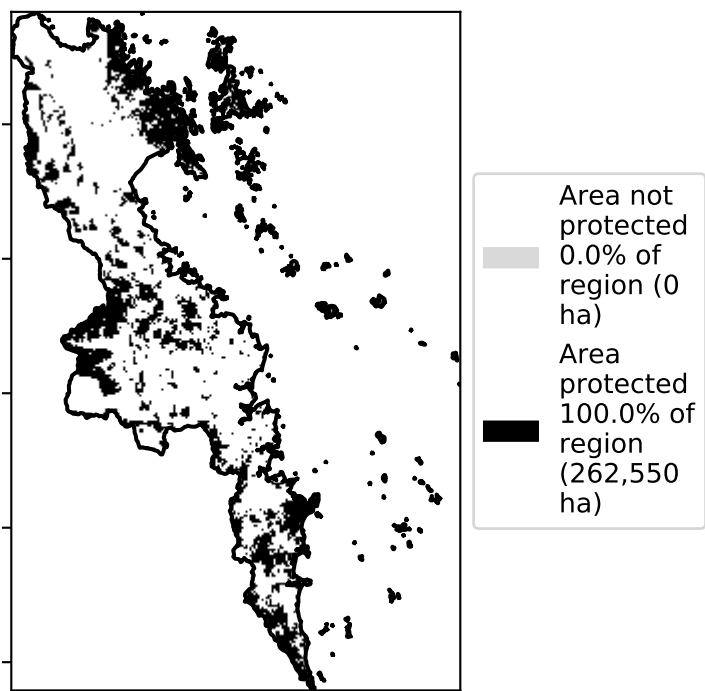 Area not
protected
0.0% of
region (0
ha)
Area
protected
100.0% of
region
(262,550
ha)